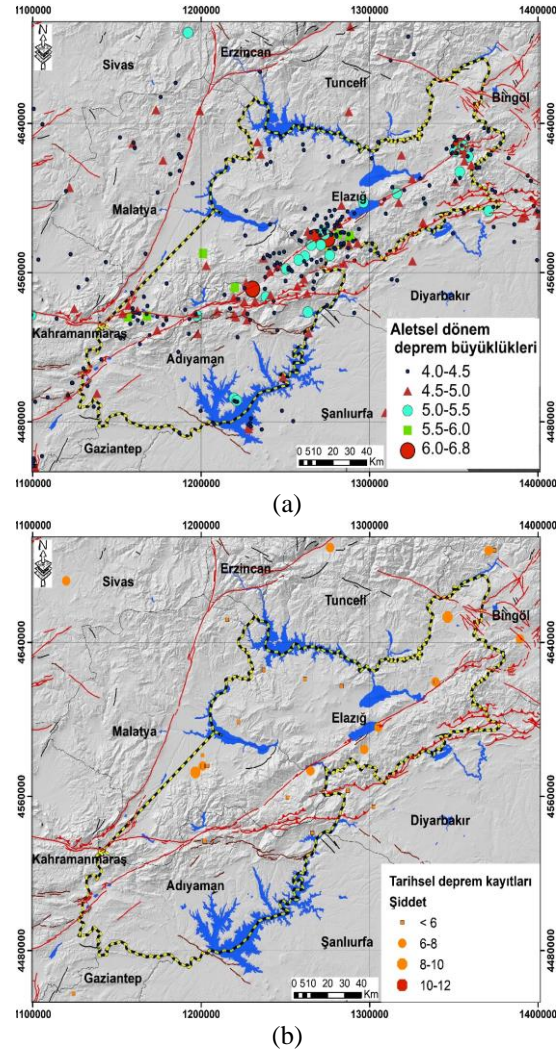 1100000 1200000 1300000 1400000
4640000 4560000 4480000
N
Sivas
Erzincan
Tunceli
Bingöl
Elazığ
Malatya
Diyarbakır
Kahramanmaraş
Adıyaman
Şanlıurfa
Gaziantep
Aletsel dönem
deprem büyüklükleri
4.0-4.5
4.5-5.0
5.0-5.5
5.5-6.0
6.0-6.8
0 5 10 20 30 40
Km
4640000 4560000 4480000
1100000 1200000 1300000 1400000
(a)
1100000 1200000 1300000 1400000
4640000 4560000 4480000
N
Sivas
Erzincan
Tunceli
Bingöl
Elazığ
Malatya
Diyarbakır
Kahramanmaraş
Adıyaman
Şanlıurfa
Gaziantep
Tarihsel deprem kayıtları
Şiddet
< 6
6-8
8-10
10-12
0 5 10 20 30 40
Km
4640000 4560000 4480000
1100000 1200000 1300000 1400000
(b)